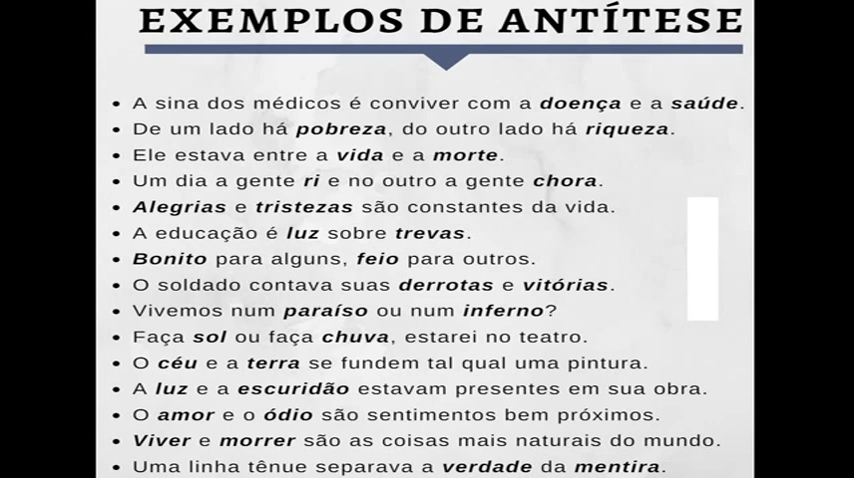 EXEMPLOS DE ANTÍTESE
• A sina dos médicos é conviver com a doença e a saúde.
• De um lado há pobreza, do outro lado há riqueza.
• Ele estava entre a vida e a morte.
• Um dia a gente ri e no outro a gente chora.
• Alegrias e tristezas são constantes da vida.
• A educação é luz sobre trevas.
• Bonito para alguns, feio para outros.
• O soldado contava suas derrotas e vitórias.
• Vivemos num paraíso ou num inferno?
• Faça sol ou faça chuva, estarei no teatro.
• O céu e a terra se fundem tal qual uma pintura.
• A luz e a escuridão estavam presentes em sua obra.
• O amor e o ódio são sentimentos bem próximos.
• Viver e morrer são as coisas mais naturais do mundo.
• Uma linha tênue separava a verdade da mentira.